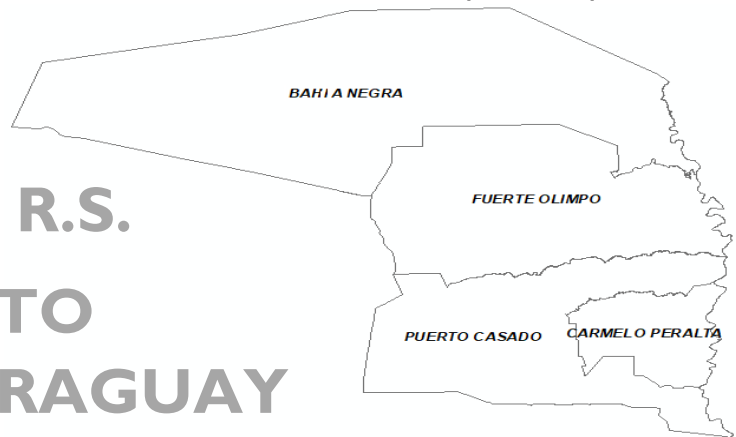 BAHIA NEGRA
FUERTE OLIMPO
R.S.
TO
PUERTO CASADO
CARMELO PERALTA
RAGUAY